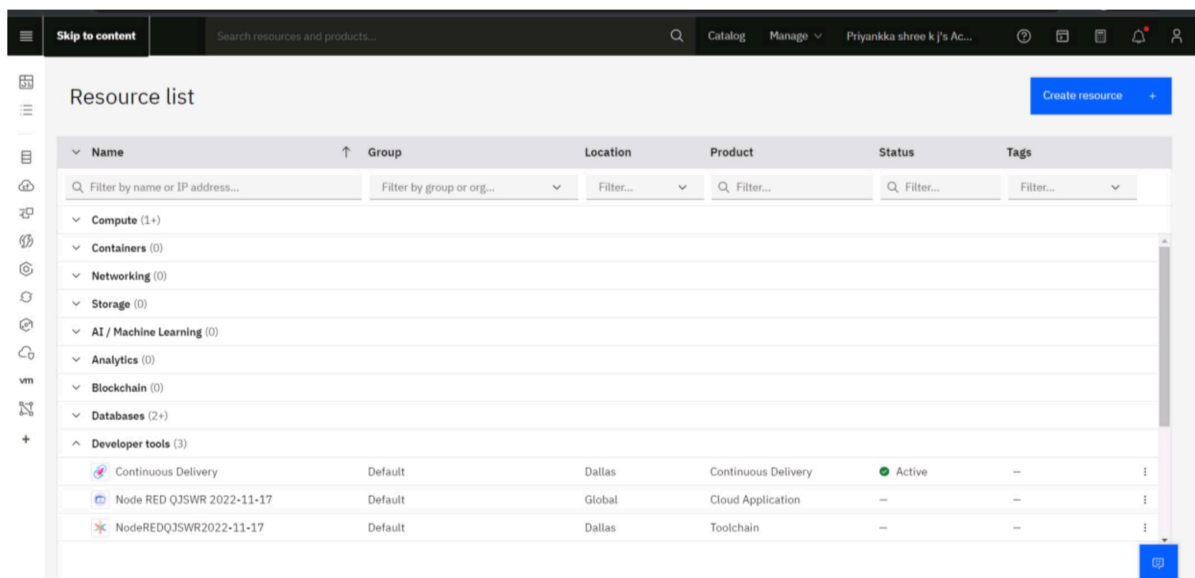 Skip to content Search resources and products... Catalog Manage Priyankka shree k j's Ac...
Resource list
Create resource +
Name Group Location Product Status Tags
Filter by name or IP address... Filter by group or org... Filter... Filter... Filter... Filter...
Compute (1+)
Containers (0)
Networking (0)
Storage (0)
AI / Machine Learning (0)
Analytics (0)
Blockchain (0)
vm
Databases (2+)
Developer tools (3)
Continuous Delivery Default Dallas Continuous Delivery Active –
Node RED QJSWR 2022-11-17 Default Global Cloud Application – –
NodeREDQJSWR2022-11-17 Default Dallas Toolchain – –